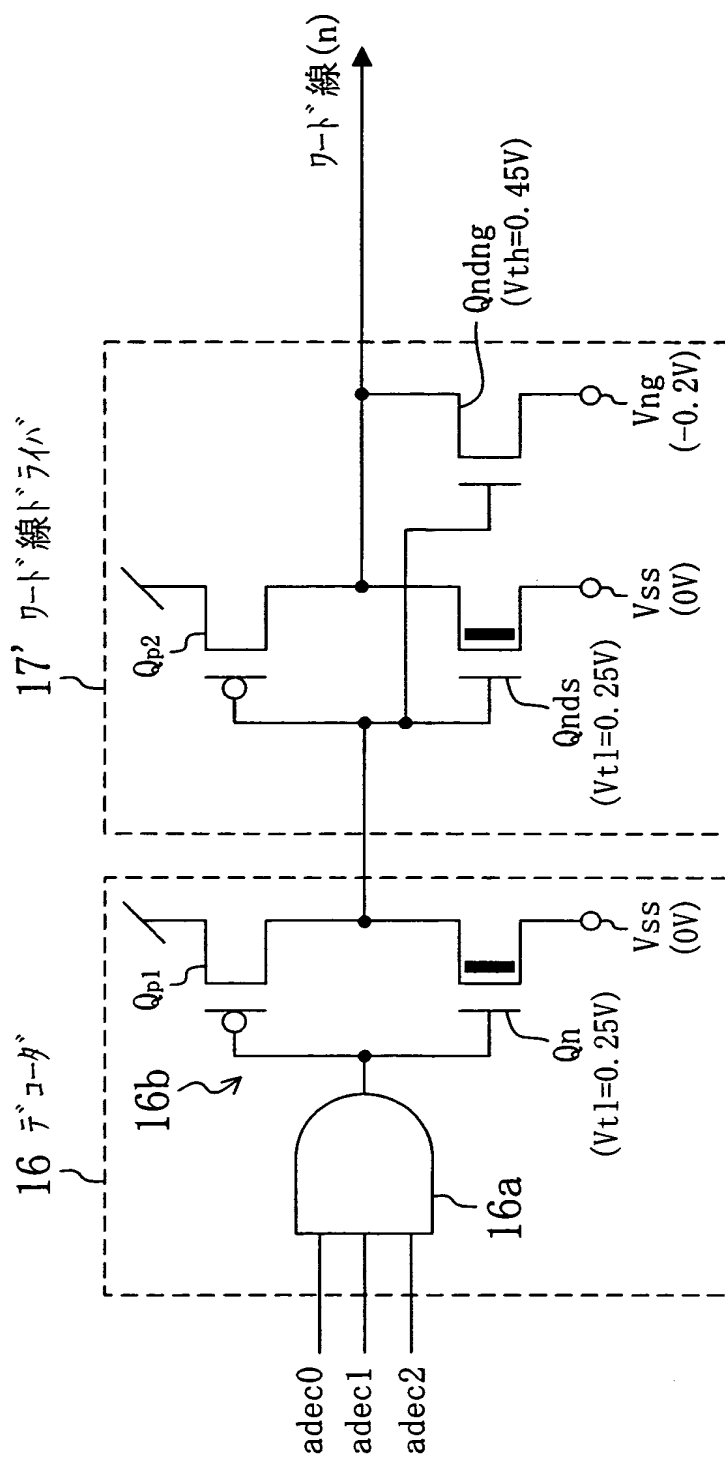 16 デコーダ
17' ワード線ドライバ
ワード線(n)
16b
Qp1
Qp2
adec0
adec1
adec2
16a
Qn
(Vtl=0.25V)
Vss
(0V)
Qnds
(Vtl=0.25V)
Vss
(0V)
Vng
(-0.2V)
Qndng
(Vth=0.45V)